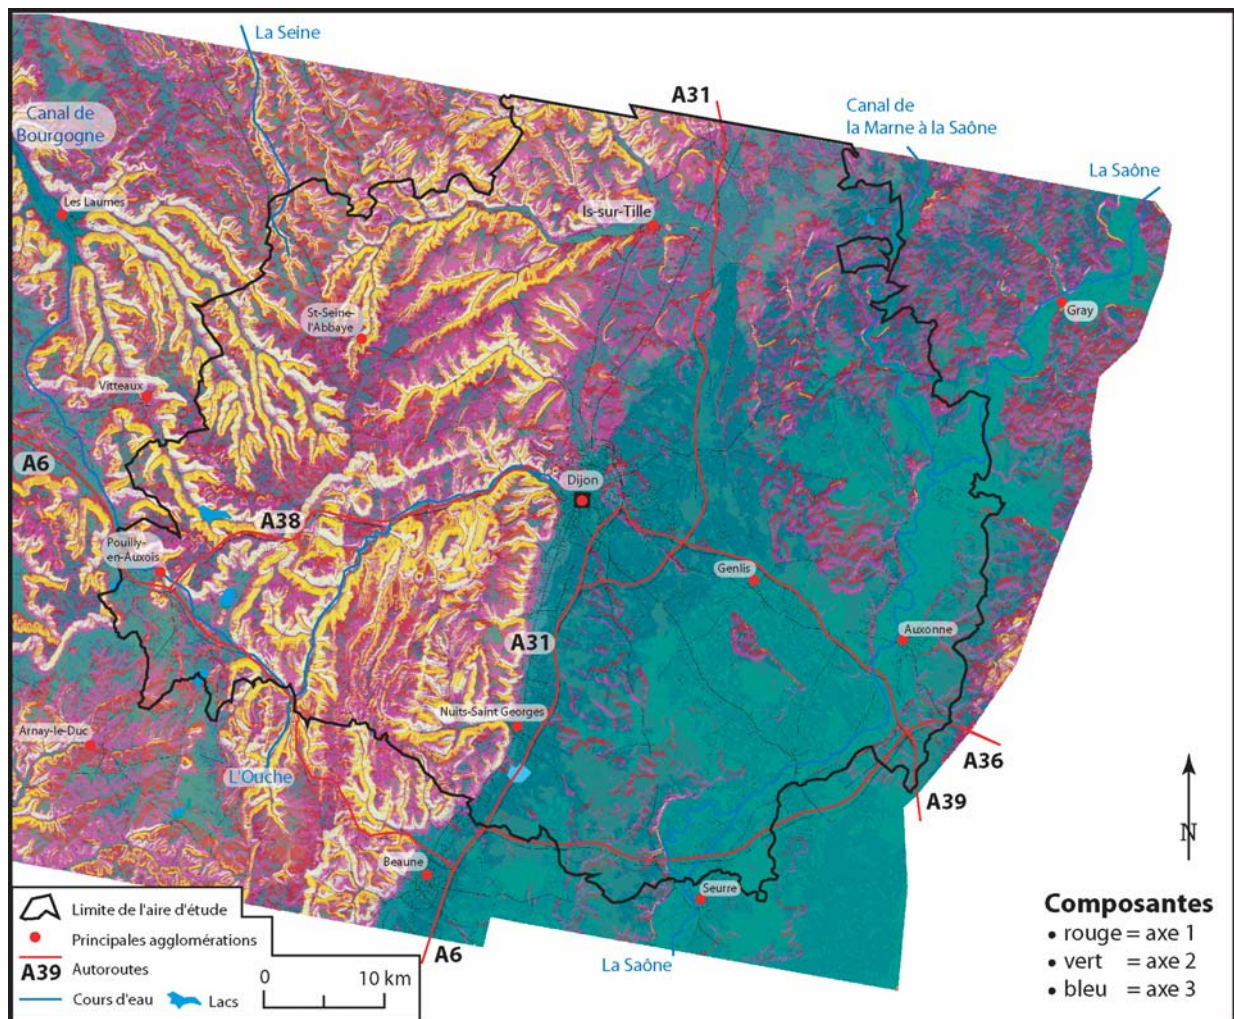 La Seine
A31
Canal de
la Marne à la Saône
Canal de
Bourgogne
La Saône
Les Laumes
Is-sur-Tille
Gray
St-Seine-
l'Abbaye
Vitteaux
A6
Dijon
A38
Pouilly-
en-Auxois
Genlis
Auxonne
A31
Nuits-Saint Georges
Arnay-le-Duc
A36
L'Ouche
A39
N
Beaune
Seurre
A6
La Saône
Limite de l'aire d'étude
Principales agglomérations
A39 Autoroutes
Cours d'eau Lacs
0 10 km
Composantes
• rouge = axe 1
• vert = axe 2
• bleu = axe 3